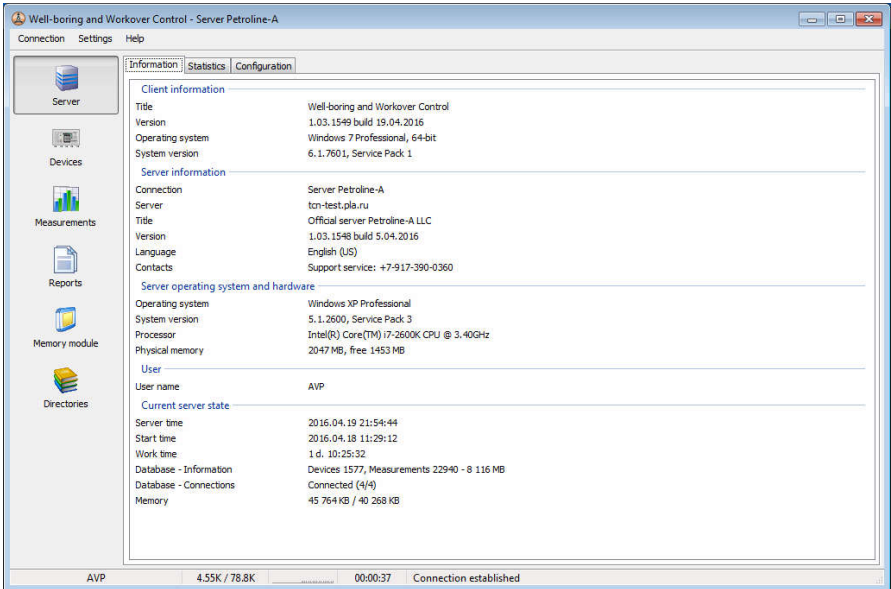 Well-boring and Workover Control - Server Petroline-A
Connection Settings Help
Server
Devices
Measurements
Reports
Memory module
Directories
Information Statistics Configuration
Client information
Title Well-boring and Workover Control
Version 1.03.1549 build 19.04.2016
Operating system Windows 7 Professional, 64-bit
System version 6.1.7601, Service Pack 1
Server information
Connection Server Petroline-A
Server tcn-test.pla.ru
Title Official server Petroline-A LLC
Version 1.03.1548 build 5.04.2016
Language English (US)
Contacts Support service: +7-917-390-0360
Server operating system and hardware
Operating system Windows XP Professional
System version 5.1.2600, Service Pack 3
Processor Intel(R) Core(TM) i7-2600K CPU @ 3.40GHz
Physical memory 2047 MB, free 1453 MB
User
User name AVP
Current server state
Server time 2016.04.19 21:54:44
Start time 2016.04.18 11:29:12
Work time 1 d. 10:25:32
Database - Information Devices 1577, Measurements 22940 - 8 116 MB
Database - Connections Connected (4/4)
Memory 45 764 KB / 40 268 KB
AVP 4.55K / 78.8K 00:00:37 Connection established